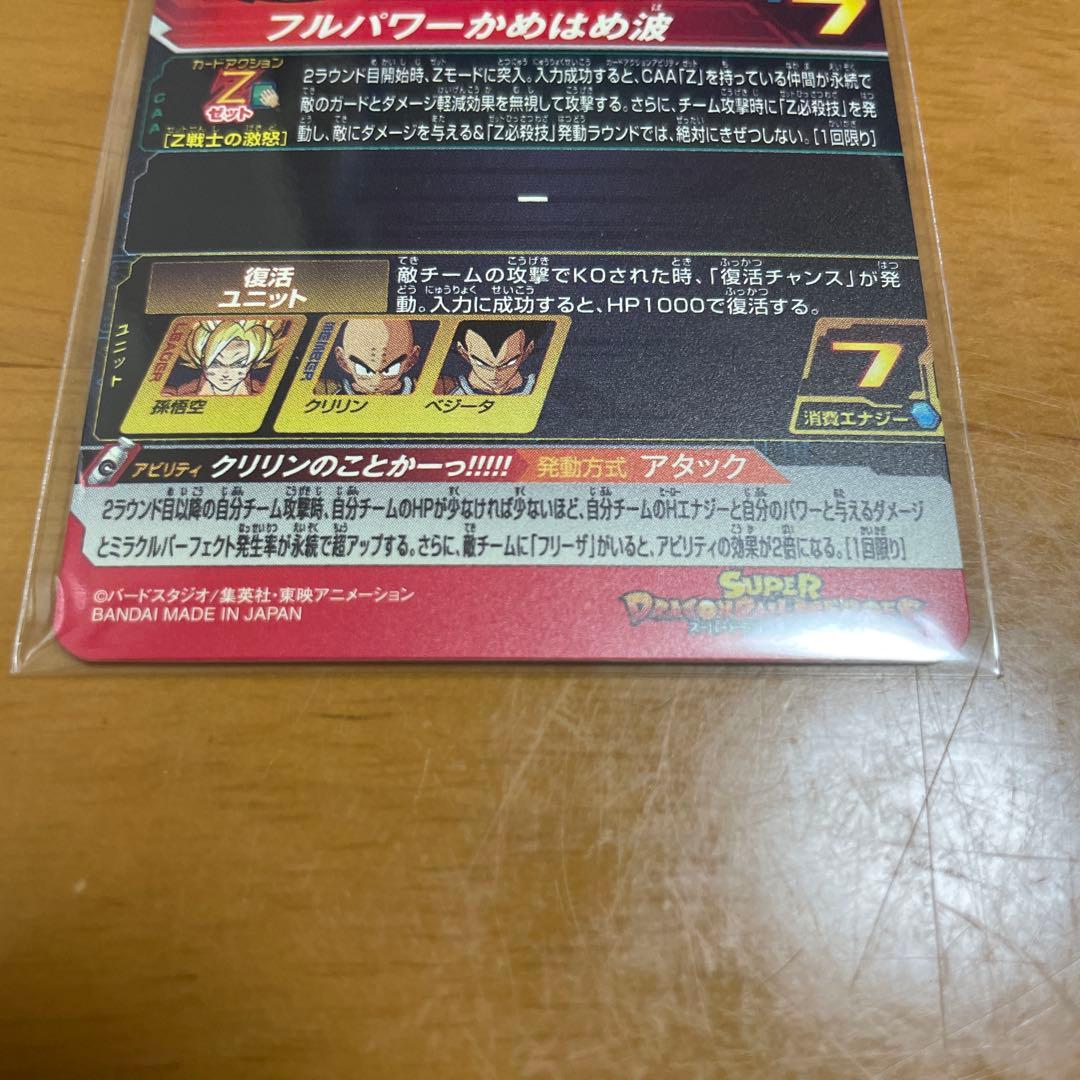 フルパワーかめはめ波
7
カードアクション
Z
ゼット
[Z戦士の激怒]
CAA
2ラウンド目開始時、Zモードに突入。入力成功すると、CAA「Z」を持っている仲間が永続で
敵のガードとダメージ軽減効果を無視して攻撃する。さらに、チーム攻撃時に「Z必殺技」を発
動し、敵にダメージを与える&「Z必殺技」発動ラウンドでは、絶対にきぜつしない。[1回限り]
ー
ユニット
復活
ユニット
敵チームの攻撃でKOされた時、「復活チャンス」が発
動。入力に成功すると、HP1000で復活する。
LEADER
孫悟空
MEMBER
クリリン
ベジータ
7
消費エナジー
アビリティ クリリンのことかーっ!!!!! 発動方式 アタック
2ラウンド目以降の自分チーム攻撃時、自分チームのHPが少なければ少ないほど、自分チームのHエナジーと自分のパワーと与えるダメージ
とミラクルパーフェクト発生率が永続で超アップする。さらに、敵チームに「フリーザ」がいると、アビリティの効果が2倍になる。[1回限り]
©バードスタジオ/集英社・東映アニメーション
BANDAI MADE IN JAPAN
SUPER
DRAGON BALL HEROES